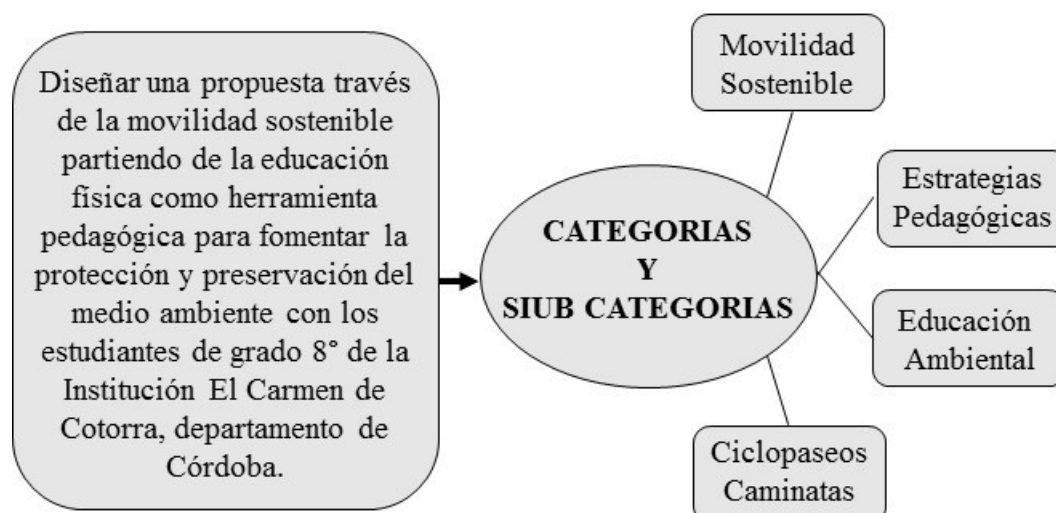 Diseñar una propuesta través
de la movilidad sostenible
partiendo de la educación
física como herramienta
pedagógica para fomentar la
protección y preservación del
medio ambiente con los
estudiantes de grado 8° de la
Institución El Carmen de
Cotorra, departamento de
Córdoba.
CATEGORIAS
Y
SIUB CATEGORIAS
Movilidad
Sostenible
Estrategias
Pedagógicas
Educación
Ambiental
Ciclopaseos
Caminatas